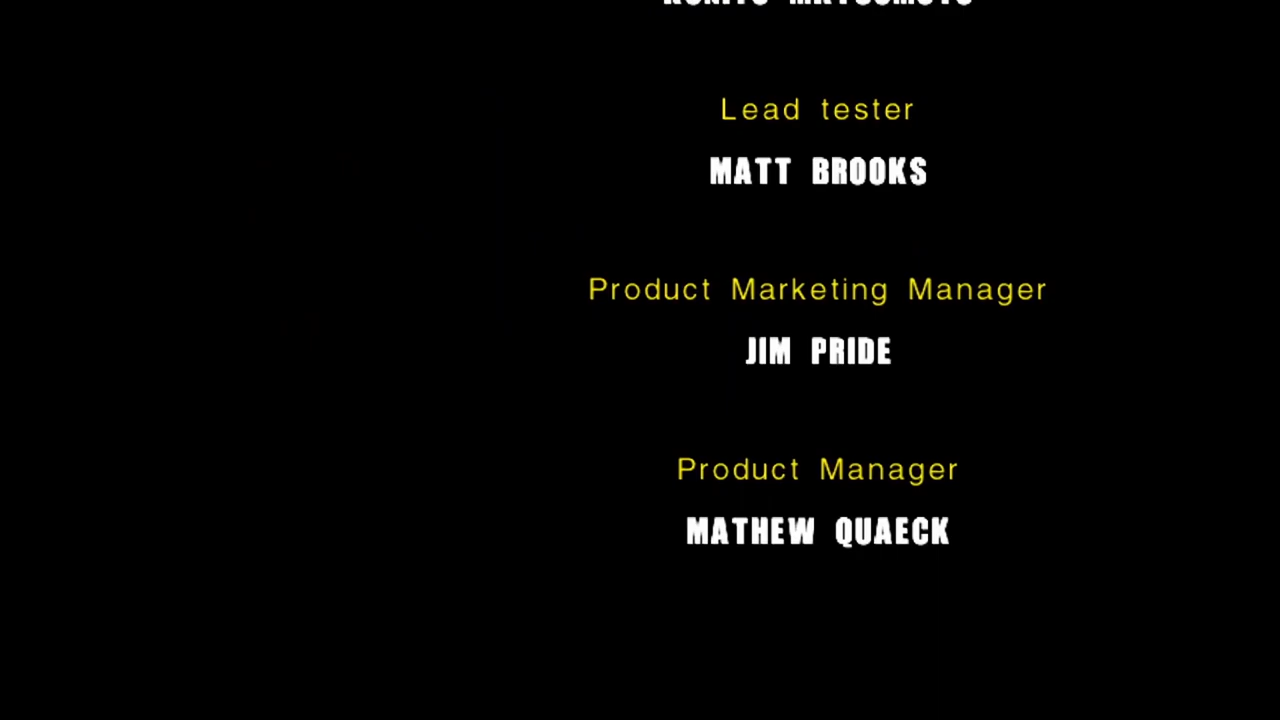 Lead tester
MATT BROOKS
Product Marketing Manager
JIM PRIDE
Product Manager
MATHEW QUAECK